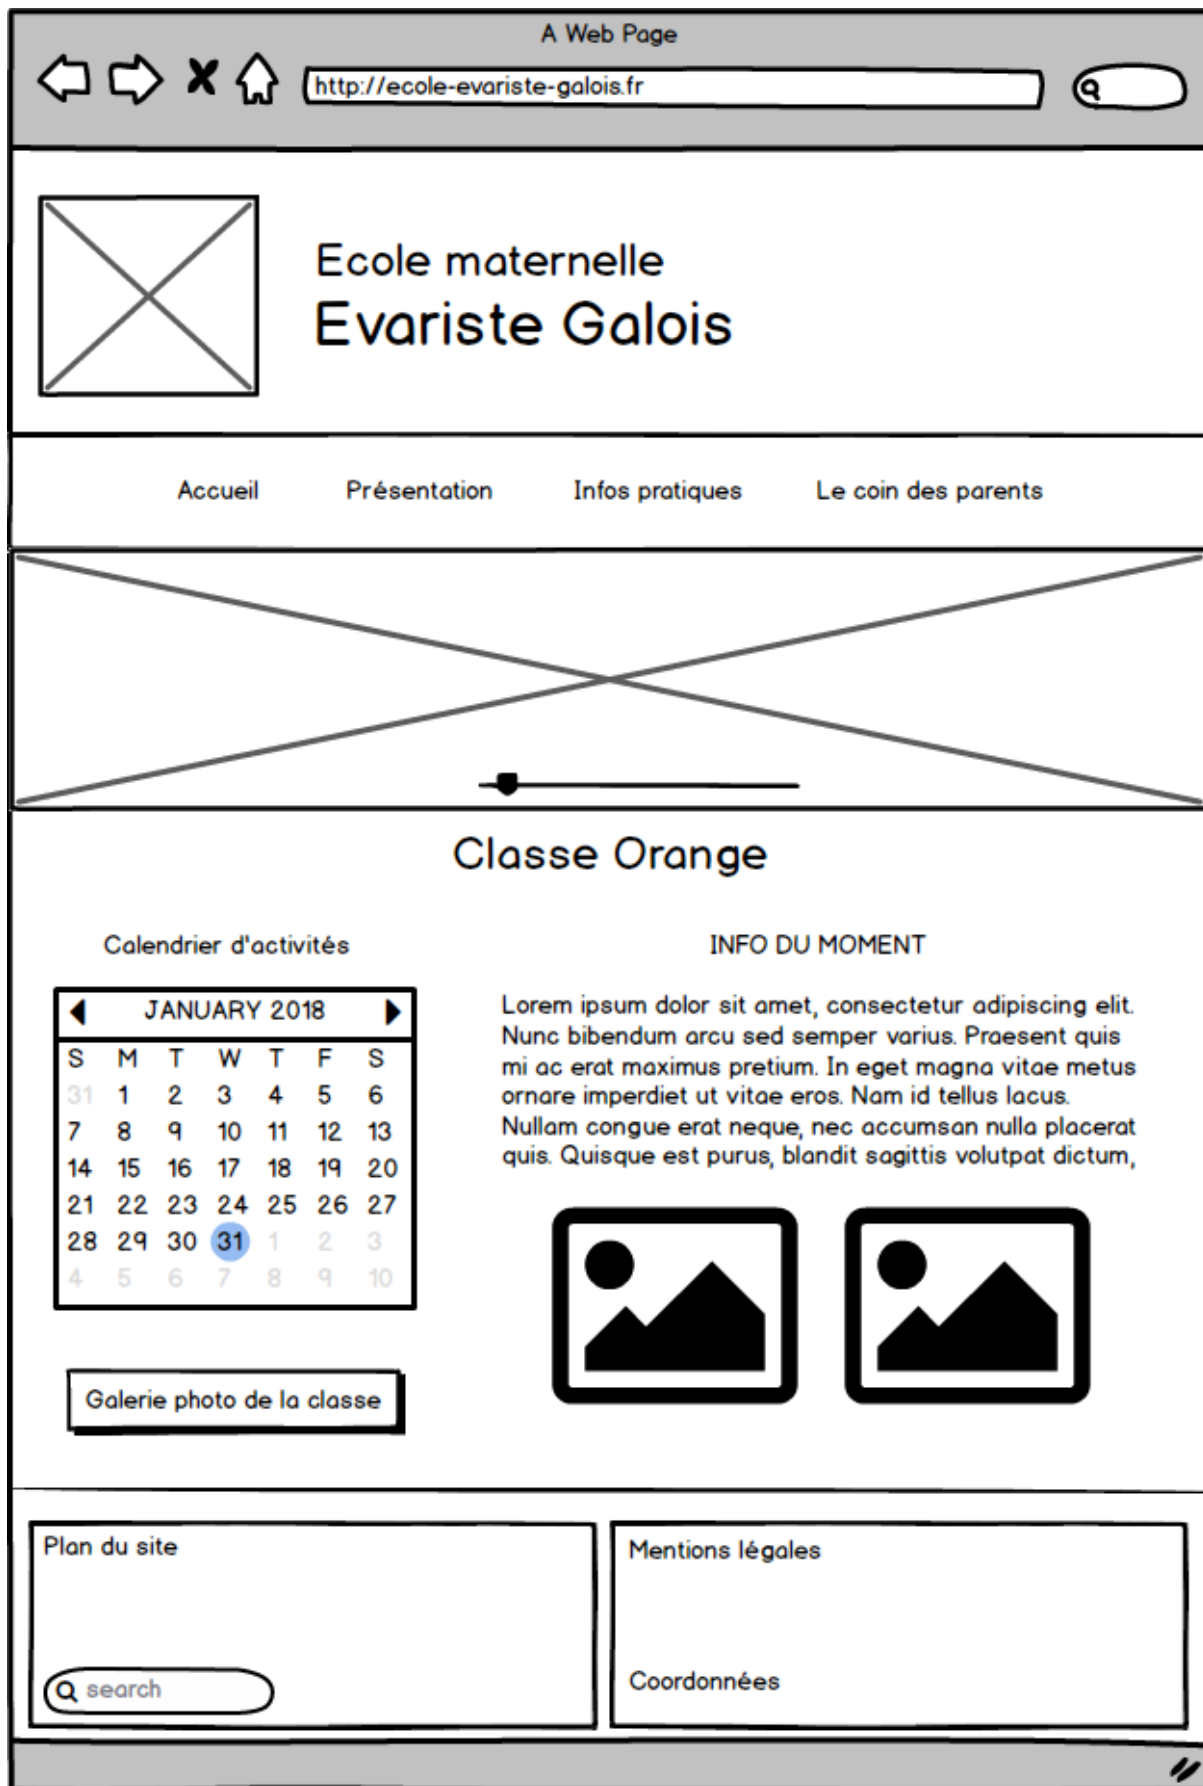 A Web Page
http://ecole-evariste-galois.fr
Ecole maternelle
Evariste Galois
Accueil Présentation Infos pratiques Le coin des parents
Classe Orange
Calendrier d'activités
JANUARY 2018
S M T W T F S
31 1 2 3 4 5 6
7 8 9 10 11 12 13
14 15 16 17 18 19 20
21 22 23 24 25 26 27
28 29 30 31 1 2 3
4 5 6 7 8 9 10
Galerie photo de la classe
INFO DU MOMENT
Lorem ipsum dolor sit amet, consectetur adipiscing elit.
Nunc bibendum arcu sed semper varius. Praesent quis
mi ac erat maximus pretium. In eget magna vitae metus
ornare imperdiet ut vitae eros. Nam id tellus lacus.
Nullam congue erat neque, nec accumsan nulla placerat
quis. Quisque est purus, blandit sagittis volutpat dictum,
Plan du site
search
Mentions légales
Coordonnées